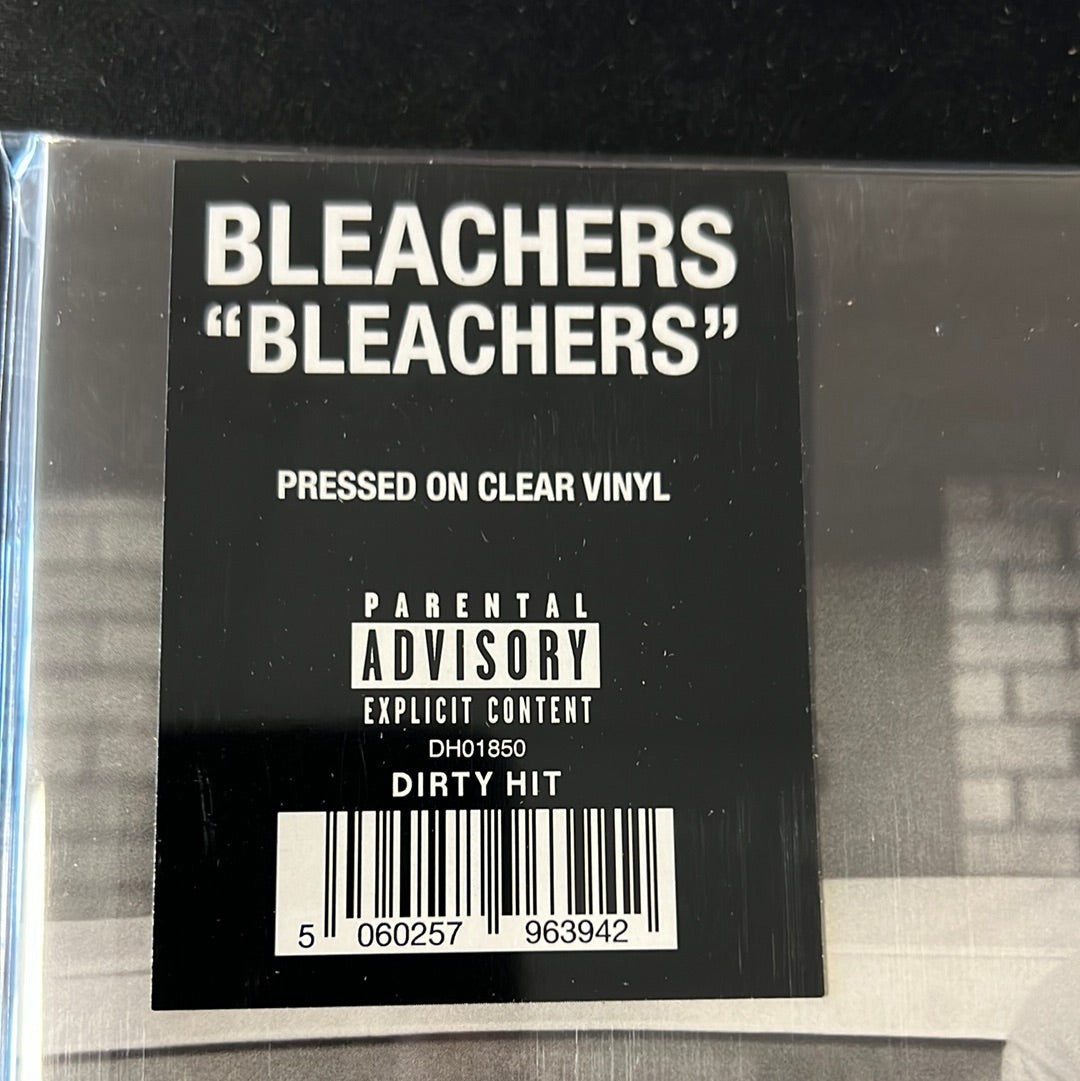 BLEACHERS
“BLEACHERS”
PRESSED ON CLEAR VINYL
PARENTAL
ADVISORY
EXPLICIT CONTENT
DH01850
DIRTY HIT
5 060257 963942